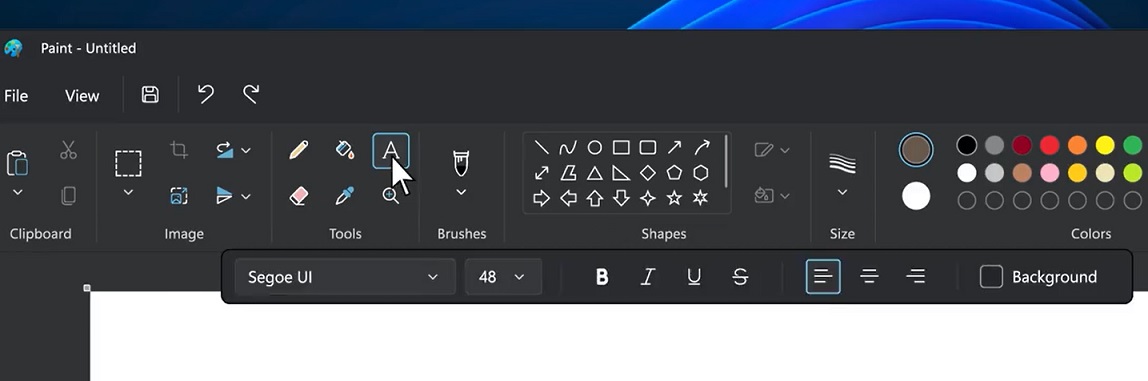 Paint - Untitled
File View
A
Clipboard Image Tools Brushes Shapes Size Colors
Segoe UI 48 B I U S Background